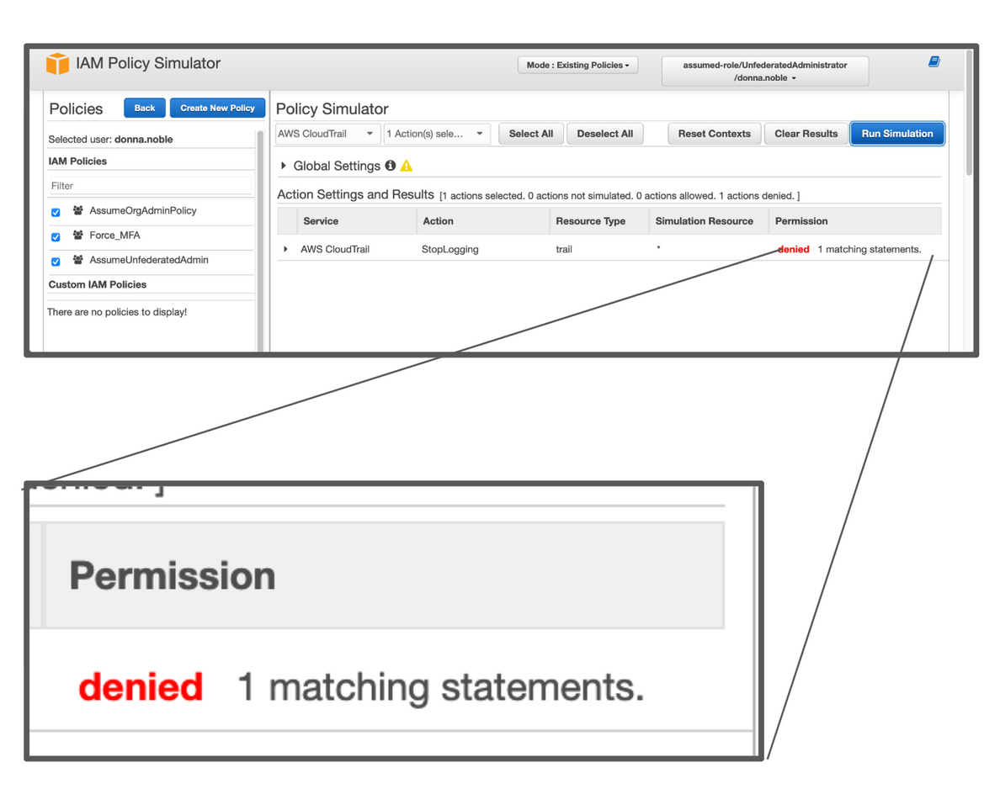 IAM Policy Simulator
Mode : Existing Policies
assumed-role/UnfederatedAdministrator
/donna.noble
Policies
Back
Create New Policy
Selected user: donna.noble
IAM Policies
Filter
AssumeOrgAdminPolicy
Force_MFA
AssumeUnfederatedAdmin
Custom IAM Policies
There are no policies to display!
Policy Simulator
AWS CloudTrail
1 Action(s) sele...
Select All
Deselect All
Reset Contexts
Clear Results
Run Simulation
Global Settings
Action Settings and Results [1 actions selected. 0 actions not simulated. 0 actions allowed. 1 actions denied. ]
Service Action Resource Type Simulation Resource Permission
AWS CloudTrail StopLogging trail * denied 1 matching statements.
denied. ]
Permission
denied 1 matching statements.